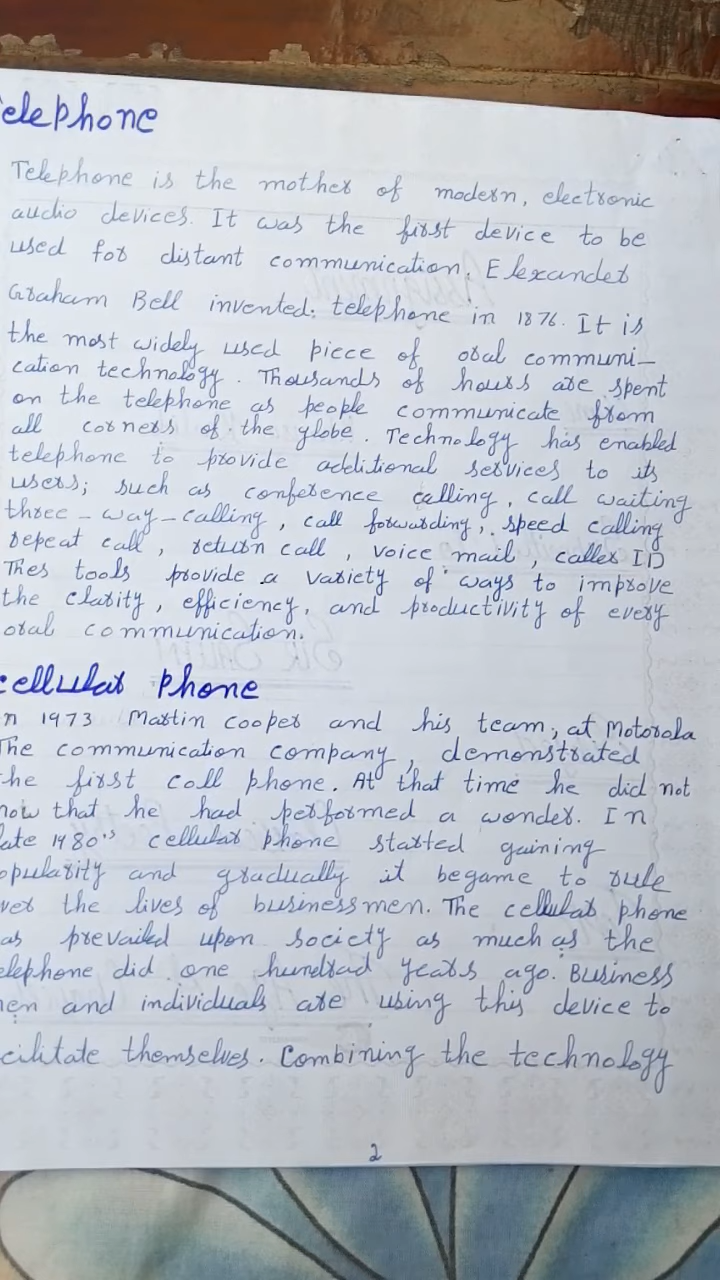 elephone
Telephone is the mother of modern, electronic
audio devices. It was the first device to be
used for distant communication. Elexander
Graham Bell invented. telephone in 1876. It is
the most widely used piece of oral communi-
cation technology. Thousands of hours are spent
on the telephone as people communicate from
all corners of the globe. Technology has enabled
telephone to provide additional services to its
users; such as conference calling, call waiting
three-way-calling, call forwarding, speed calling
repeat call, return call, voice mail, caller ID
Thes tools provide a variety of ways to improve
the clarity, efficiency, and productivity of every
oral communication.
cellular phone
n 1973 Martin cooper and his team, at Motorola
The communication company, demonstrated
he first coll phone. At that time he did not
now that he had performed a wonder. In
ate 1980's cellular phone started gaining
opularity and gradually it begame to rule
ver the lives of businessmen. The cellular phone
as prevailed upon society as much as the
elephone did one hundrad years ago. Business
men and individuals are using this device to
cilitate themselves. Combining the technology
2